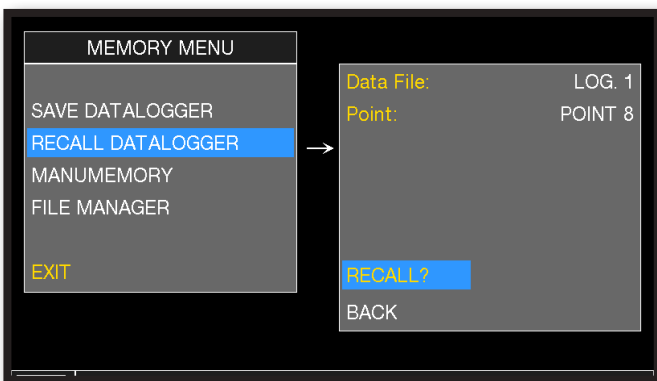 MEMORY MENU
SAVE DATALOGGER
RECALL DATALOGGER
MANUMEMORY
FILE MANAGER
EXIT
Data File: LOG. 1
Point: POINT 8
RECALL?
BACK